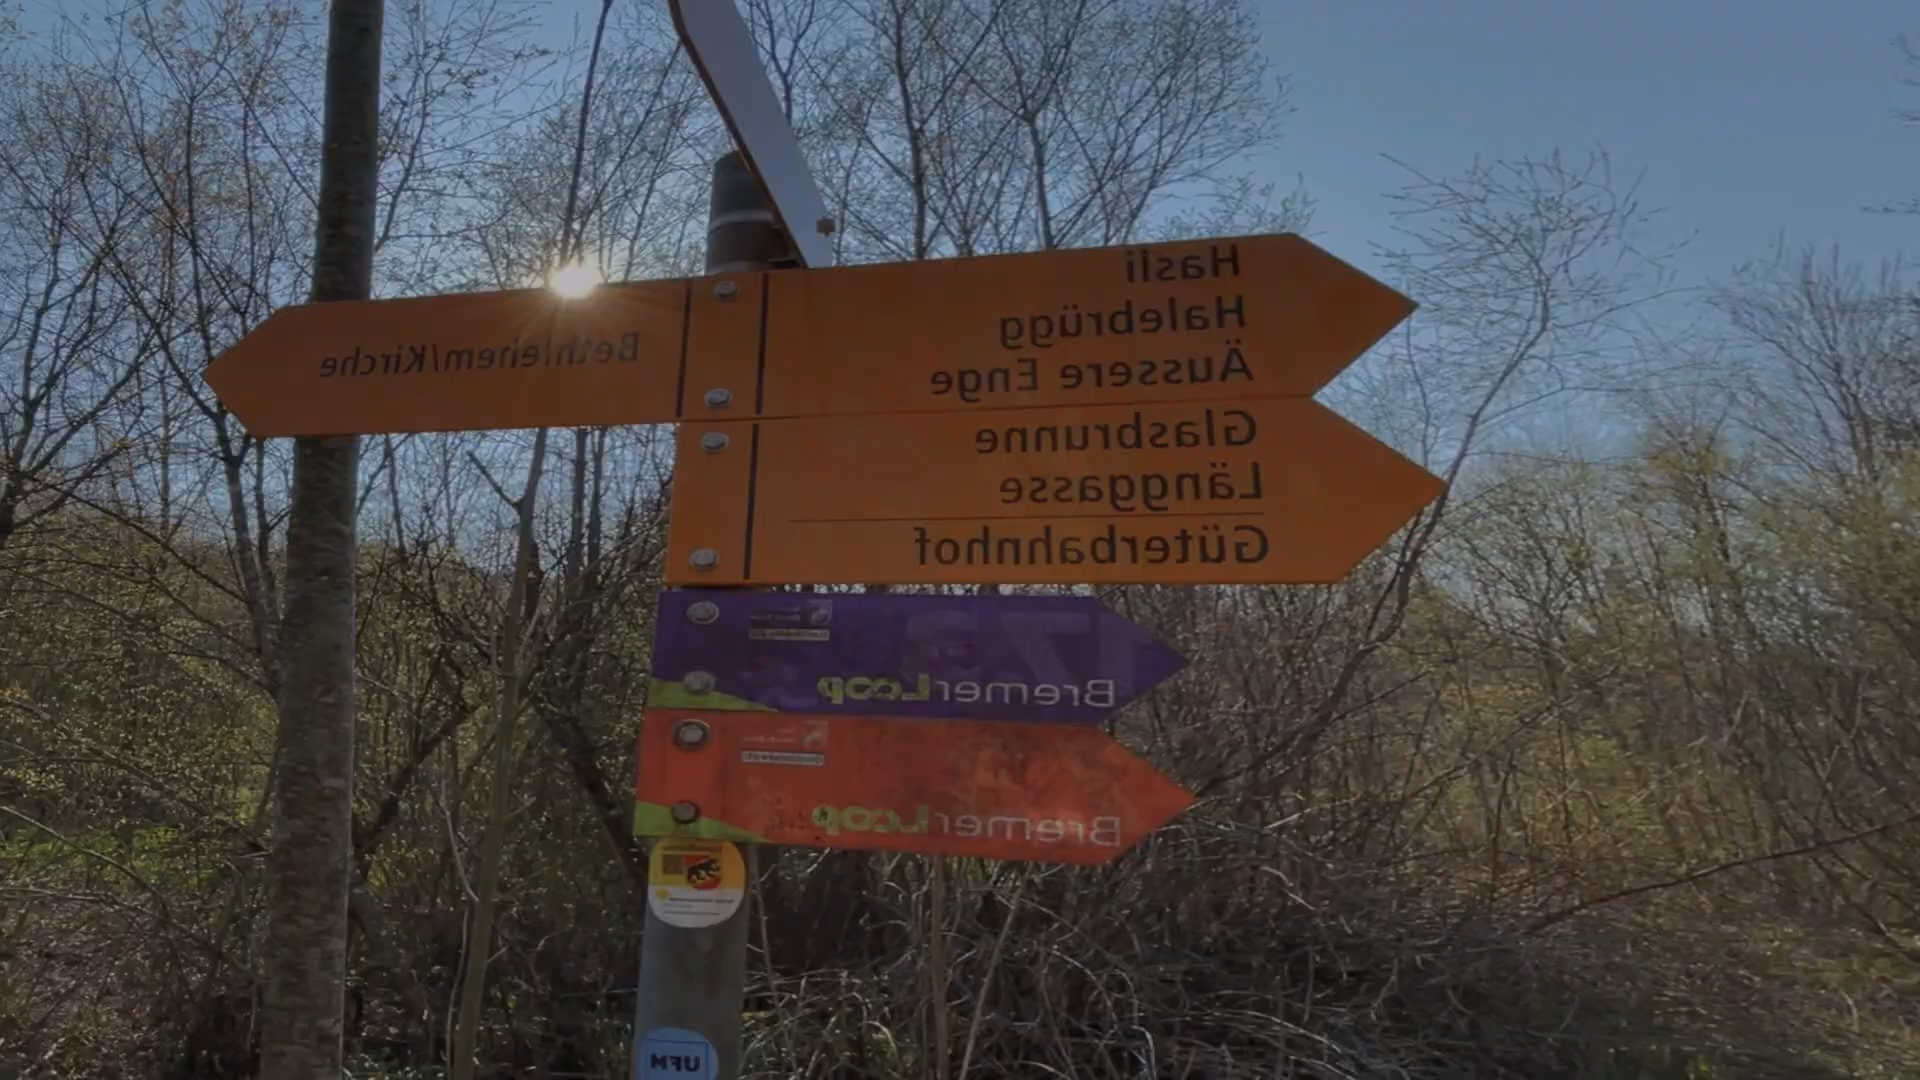 Bethlehem/Kirche
Hasli
Halebrügg
Äussere Enge
Glasbrunne
Länggasse
Güterbahnhof
BremerLoop
BremerLoop
UFM